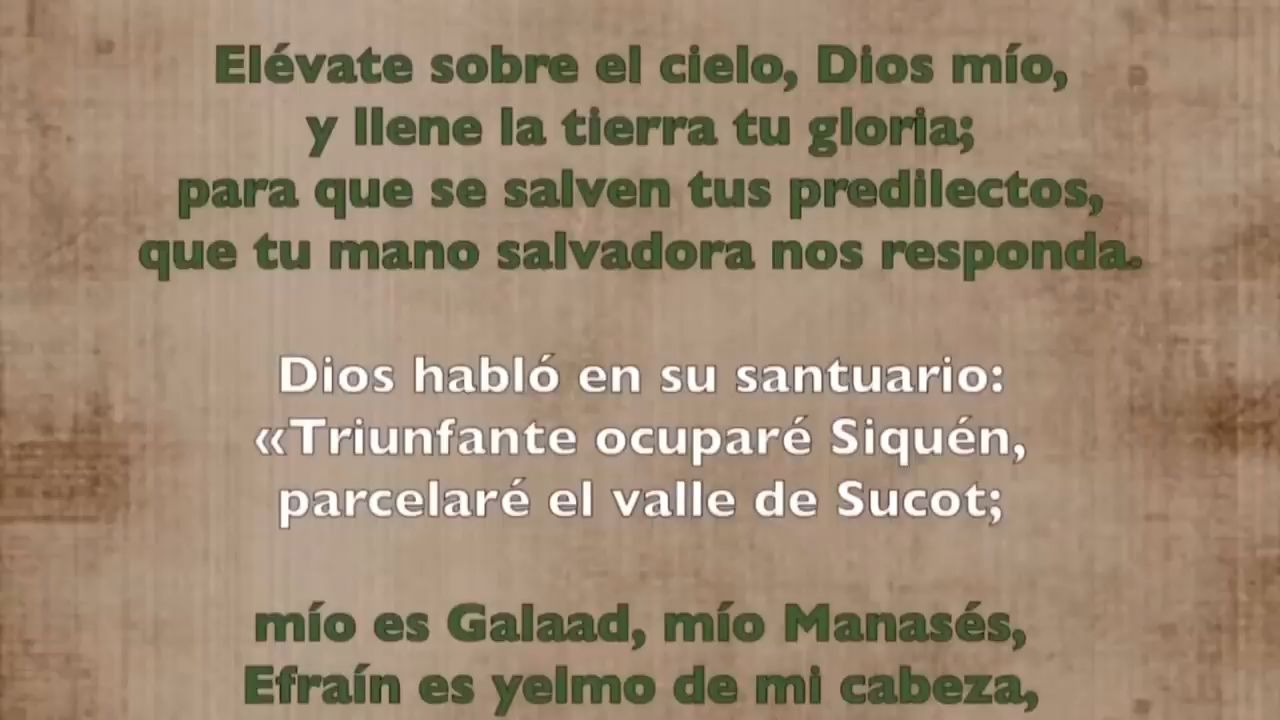 Elévate sobre el cielo, Dios mío,
y llene la tierra tu gloria;
para que se salven tus predilectos,
que tu mano salvadora nos responda.
Dios habló en su santuario:
«Triunfante ocuparé Siquén,
parcelaré el valle de Sucot;
mío es Galaad, mío Manasés,
Efraín es yelmo de mi cabeza,